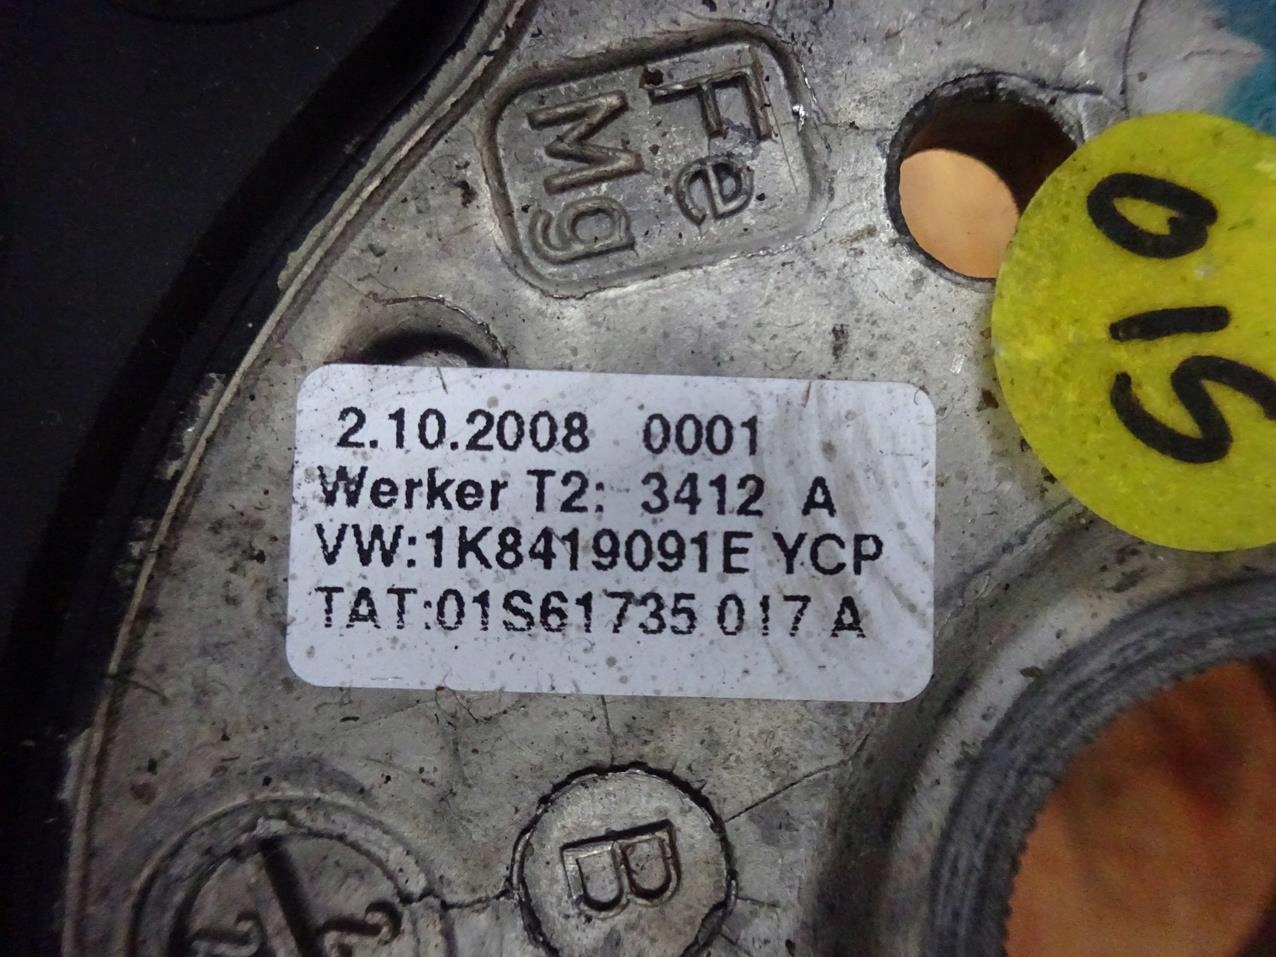 Fe
Mg
2.10.2008 0001
Werker T2: 3412 A
VW:1K8419091E YCP
TAT:01S61735 017 A
015
B